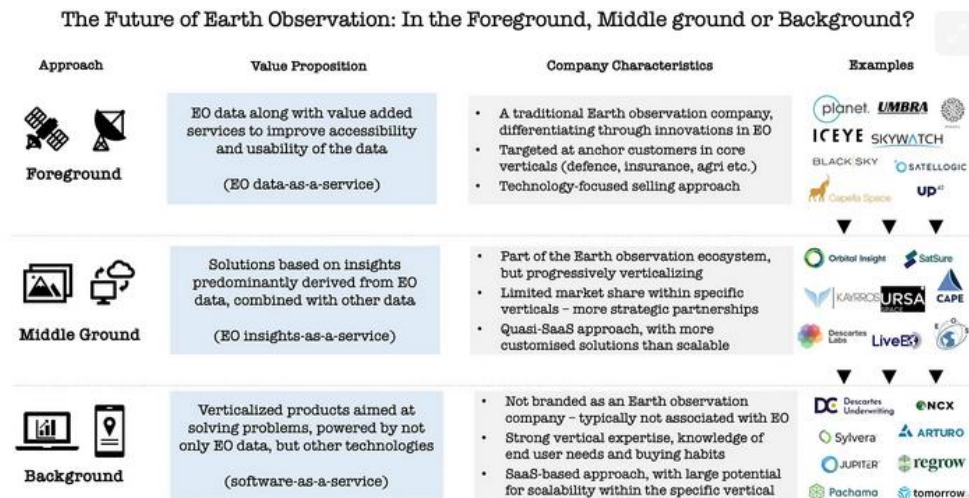 The Future of Earth Observation: In the Foreground, Middle ground or Background?
Approach
Value Proposition
Company Characteristics
Examples
Foreground
EO data along with value added
services to improve accessibility
and usability of the data
(EO data-as-a-service)
• A traditional Earth observation company,
differentiating through innovations in EO
• Targeted at anchor customers in core
verticals (defence, insurance, agri etc.)
• Technology-focused selling approach
planet.
UMBRA
ICEYE
SKYWATCH
BLACK SKY
SATELLOGIC
Capella Space
UP42
Middle Ground
Solutions based on insights
predominantly derived from EO
data, combined with other data
(EO insights-as-a-service)
• Part of the Earth observation ecosystem,
but progressively verticalizing
• Limited market share within specific
verticals – more strategic partnerships
• Quasi-SaaS approach, with more
customised solutions than scalable
Orbital Insight
SatSure
KAYRROS
URSA
SPACE
CAPE
Descartes
Labs
LiveEO
EOS
Background
Verticalized products aimed at
solving problems, powered by not
only EO data, but other technologies
(software-as-a-service)
• Not branded as an Earth observation
company – typically not associated with EO
• Strong vertical expertise, knowledge of
end user needs and buying habits
• SaaS-based approach, with large potential
for scalability within the specific vertical
Descartes
Underwriting
NCX
Sylvera
ARTURO
JUPITER
regrow
Pachama
tomorrow